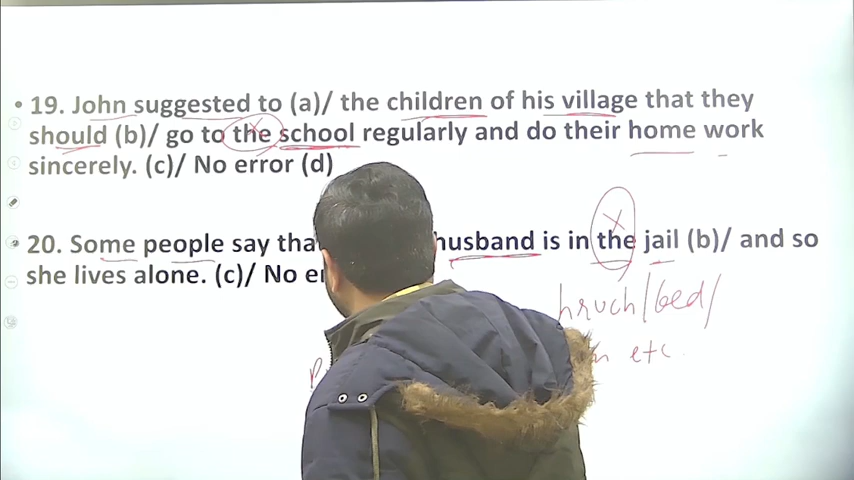 • 19. John suggested to (a)/ the children of his village that they
should (b)/ go to the school regularly and do their home work
sincerely. (c)/ No error (d)
20. Some people say husband is in the jail (b)/ and so
she lives alone. (c)/ No
hruch/bed/
etc.